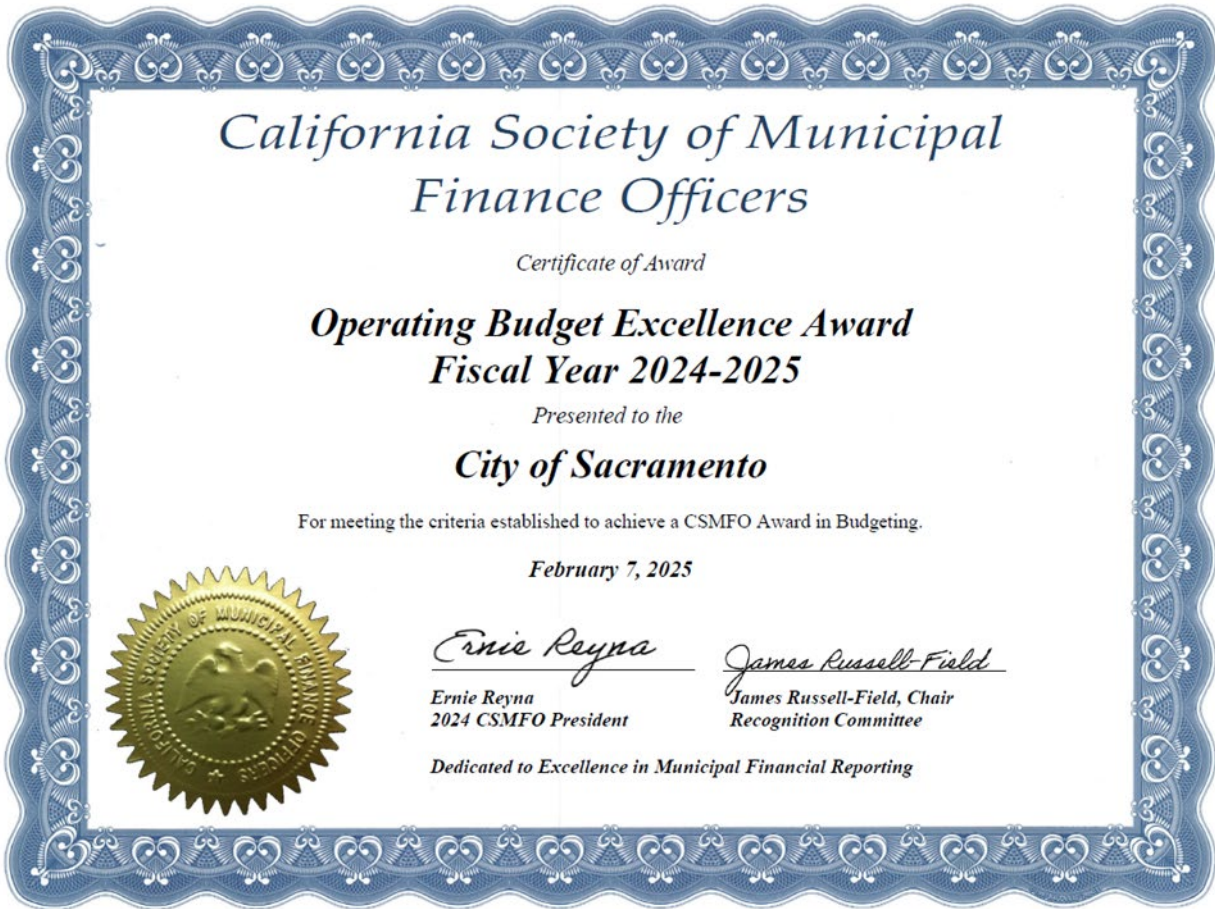 California Society of Municipal
Finance Officers
Certificate of Award
Operating Budget Excellence Award
Fiscal Year 2024-2025
Presented to the
City of Sacramento
For meeting the criteria established to achieve a CSMFO Award in Budgeting.
February 7, 2025
CALIFORNIA SOCIETY OF MUNICIPAL FINANCE OFFICERS
Ernie Reyna
James Russell-Field
Ernie Reyna
2024 CSMFO President
James Russell-Field, Chair
Recognition Committee
Dedicated to Excellence in Municipal Financial Reporting